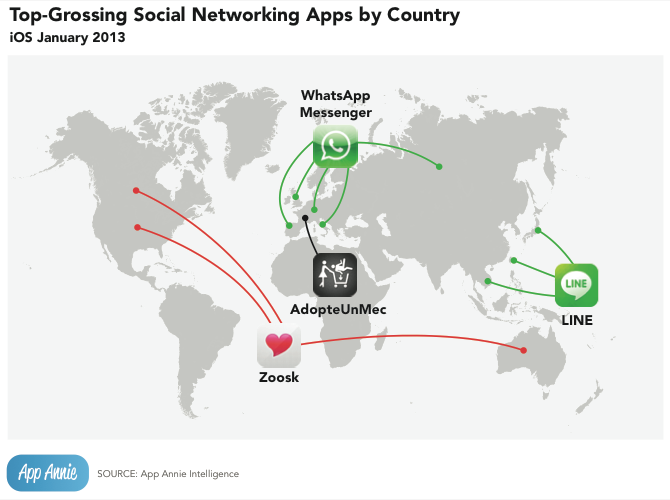 Top-Grossing Social Networking Apps by Country
iOS January 2013
WhatsApp
Messenger
AdopteUnMec
LINE
LINE
Zoosk
App Annie
SOURCE: App Annie Intelligence